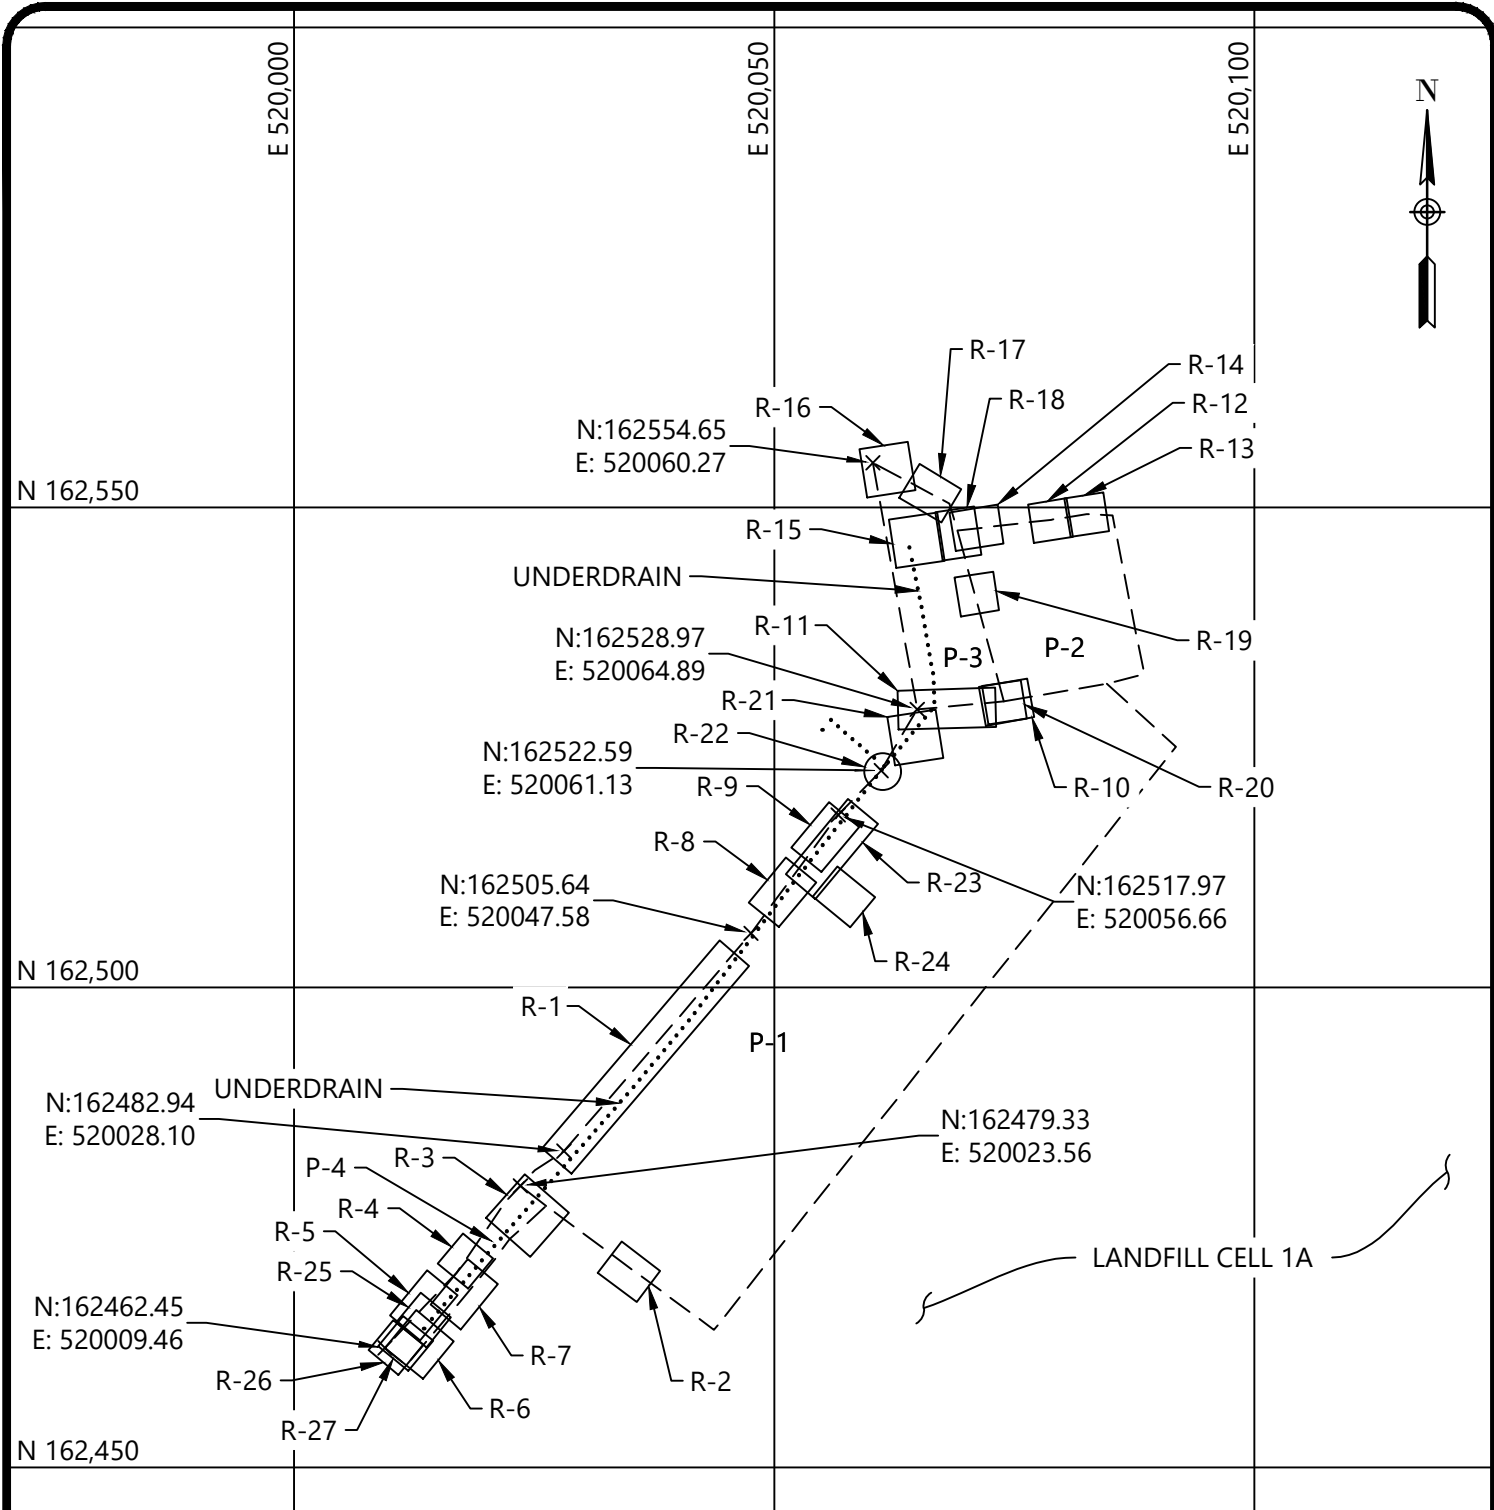 E 520,000
E 520,050
E 520,100
N
R-17
R-14
R-18
R-12
R-16
N:162554.65
E: 520060.27
R-13
N 162,550
R-15
UNDERDRAIN
R-11
N:162528.97
E: 520064.89
P-3
P-2
R-19
R-21
R-22
N:162522.59
E: 520061.13
R-9
R-10
R-20
R-8
N:162505.64
E: 520047.58
R-23
N:162517.97
E: 520056.66
R-24
N 162,500
R-1
P-1
UNDERDRAIN
N:162482.94
E: 520028.10
N:162479.33
E: 520023.56
R-3
P-4
R-4
R-5
R-25
LANDFILL CELL 1A
N:162462.45
E: 520009.46
R-7
R-26
R-2
R-6
R-27
N 162,450